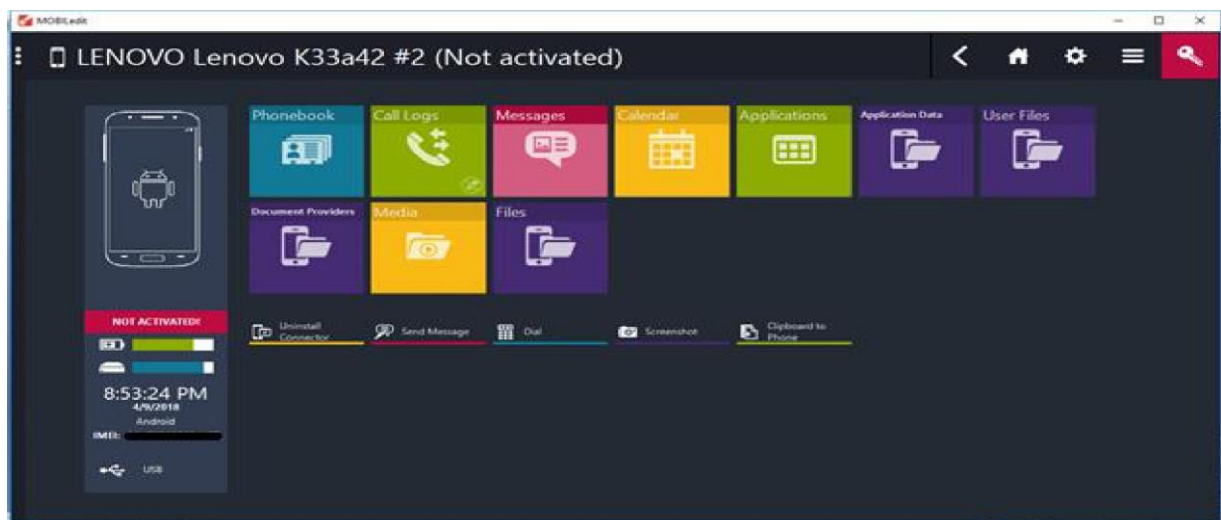 MOBILedit
LENOVO Lenovo K33a42 #2 (Not activated)
Phonebook
Call Logs
Messages
Calendar
Applications
Application Data
User Files
Document Providers
Media
Files
NOT ACTIVATED!
8:53:24 PM
4/9/2018
Android
IMEI:
USB
Uninstall
Connector
Send Message
Dial
Screenshot
Clipboard to
Phone